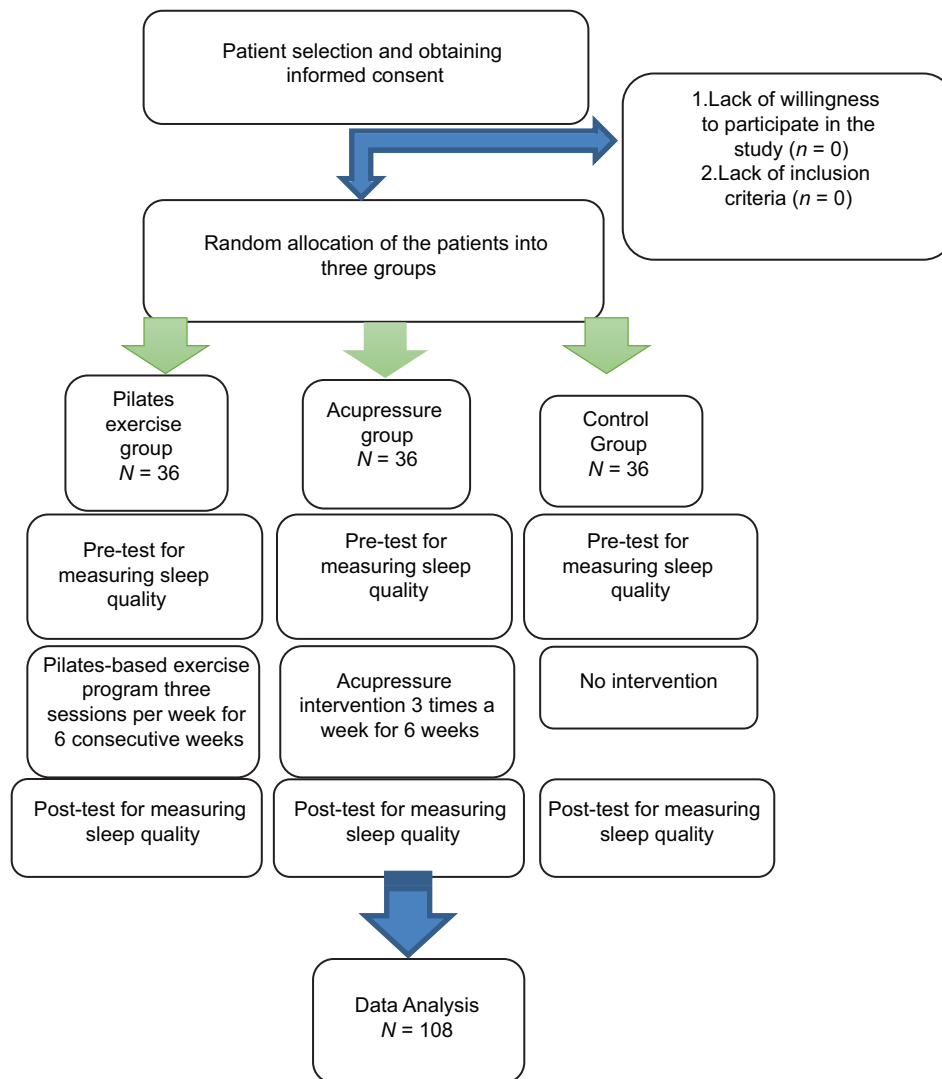 Patient selection and obtaining
informed consent
1.Lack of willingness
to participate in the
study (n = 0)
2.Lack of inclusion
criteria (n = 0)
Random allocation of the patients into
three groups
Pilates
exercise
group
N = 36
Acupressure
group
N = 36
Control
Group
N = 36
Pre-test for
measuring sleep
quality
Pre-test for
measuring sleep
quality
Pre-test for
measuring sleep
quality
Pilates-based exercise
program three
sessions per week for
6 consecutive weeks
Acupressure
intervention 3 times a
week for 6 weeks
No intervention
Post-test for measuring
sleep quality
Post-test for measuring
sleep quality
Post-test for measuring
sleep quality
Data Analysis
N = 108